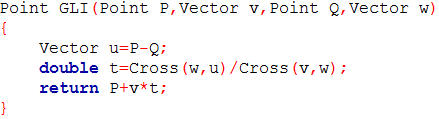 Point GLI(Point P,Vector v,Point Q,Vector w)
{
    Vector u=P-Q;
    double t=Cross(w,u)/Cross(v,w);
    return P+v*t;
}